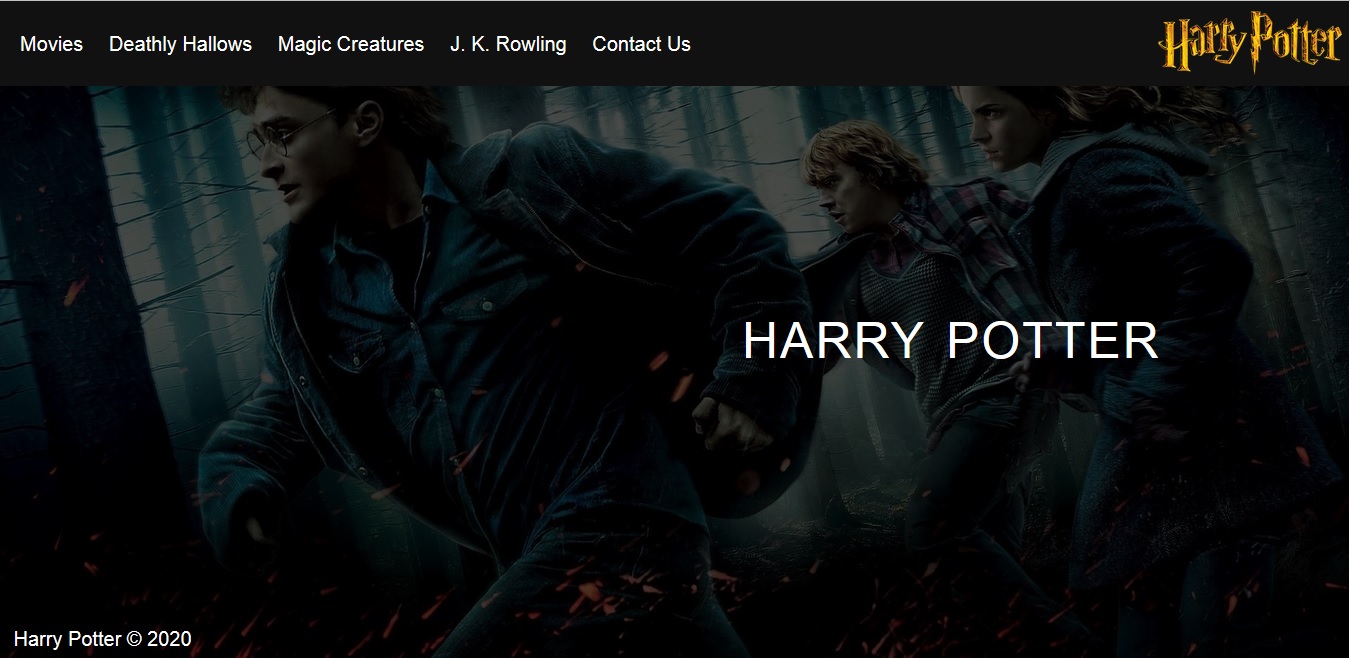 Movies Deathly Hallows Magic Creatures J. K. Rowling Contact Us Harry Potter
HARRY POTTER
Harry Potter © 2020